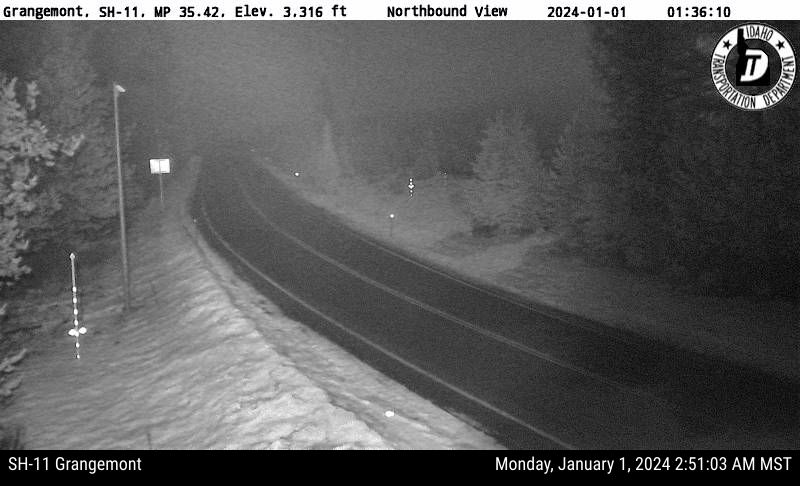 Grangemont, SH-11, MP 35.42, Elev. 3,316 ft Northbound View 2024-01-01 01:36:10
IDAHO
TRANSPORTATION DEPARTMENT
SH-11 Grangemont
Monday, January 1, 2024 2:51:03 AM MST